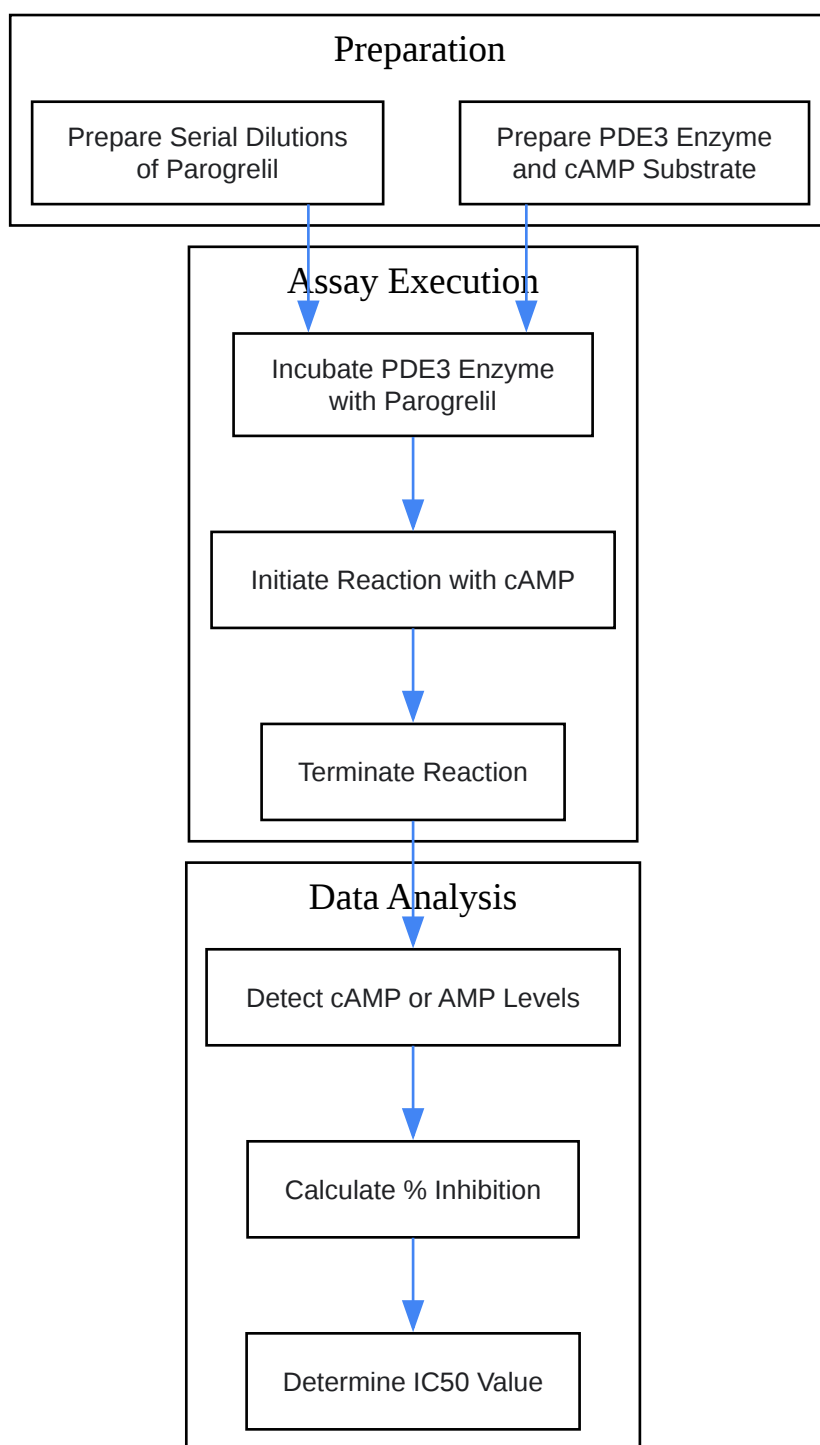 Preparation
Prepare Serial Dilutions
of Parogrelil
Prepare PDE3 Enzyme
and cAMP Substrate
Assay Execution
Incubate PDE3 Enzyme
with Parogrelil
Initiate Reaction with cAMP
Terminate Reaction
Data Analysis
Detect cAMP or AMP Levels
Calculate % Inhibition
Determine IC50 Value